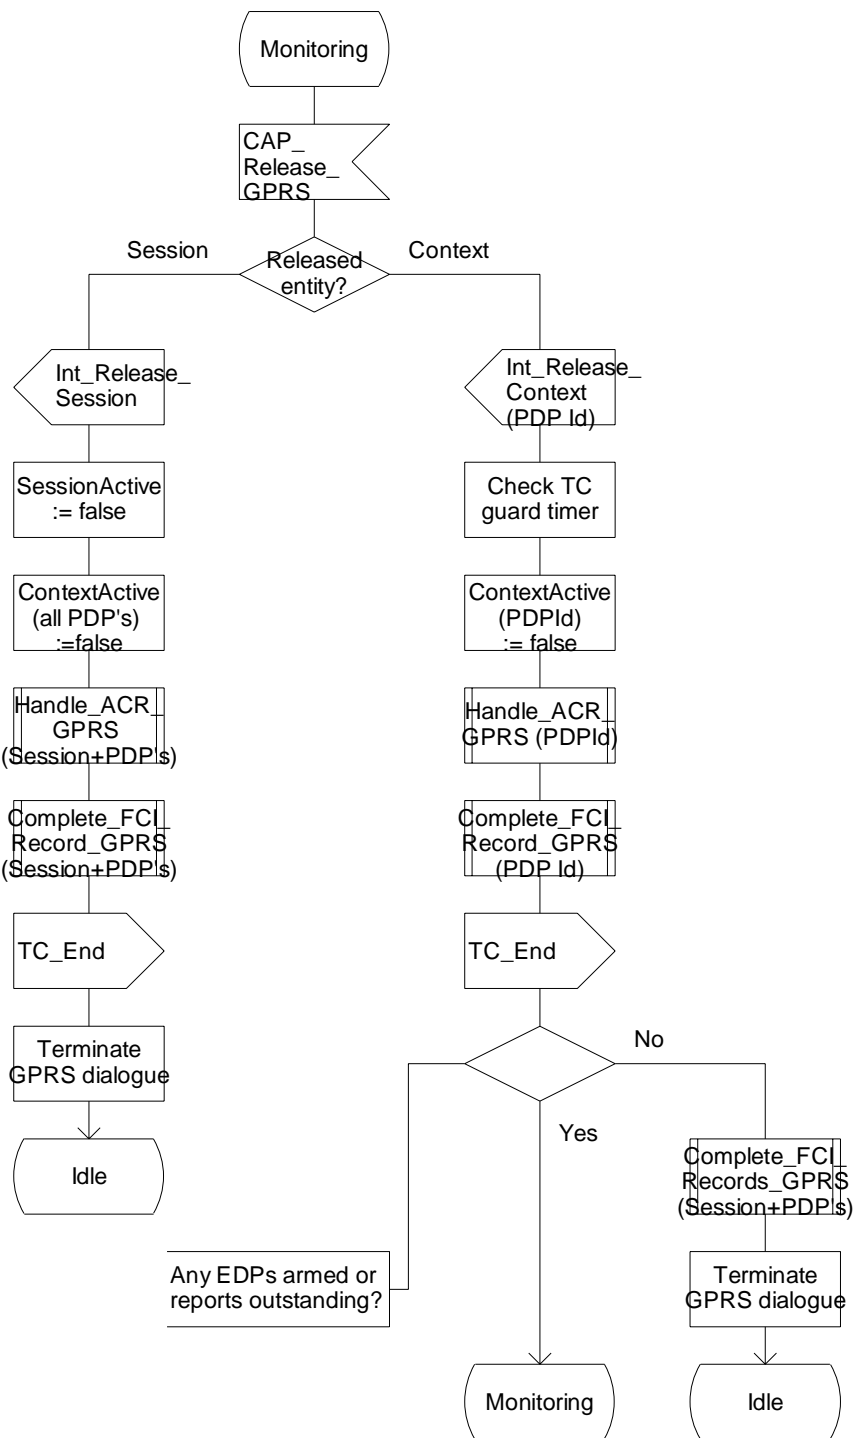 Monitoring
CAP_
Release_
GPRS
Session
Context
Released
entity?
Int_Release_
Session
Int_Release_
Context
(PDP Id)
SessionActive
:= false
Check TC
guard timer
ContextActive
(all PDP's)
:=false
ContextActive
(PDPId)
:= false
Handle_ACR_
GPRS
(Session+PDP's)
Handle_ACR_
GPRS (PDPId)
Complete_FCI_
Record_GPRS
(Session+PDP's)
Complete_FCI_
Record_GPRS
(PDP Id)
TC_End
TC_End
Terminate
GPRS dialogue
No
Yes
Idle
Complete_FCI_
Records_GPRS
(Session+PDP's)
Any EDPs armed or
reports outstanding?
Terminate
GPRS dialogue
Monitoring
Idle